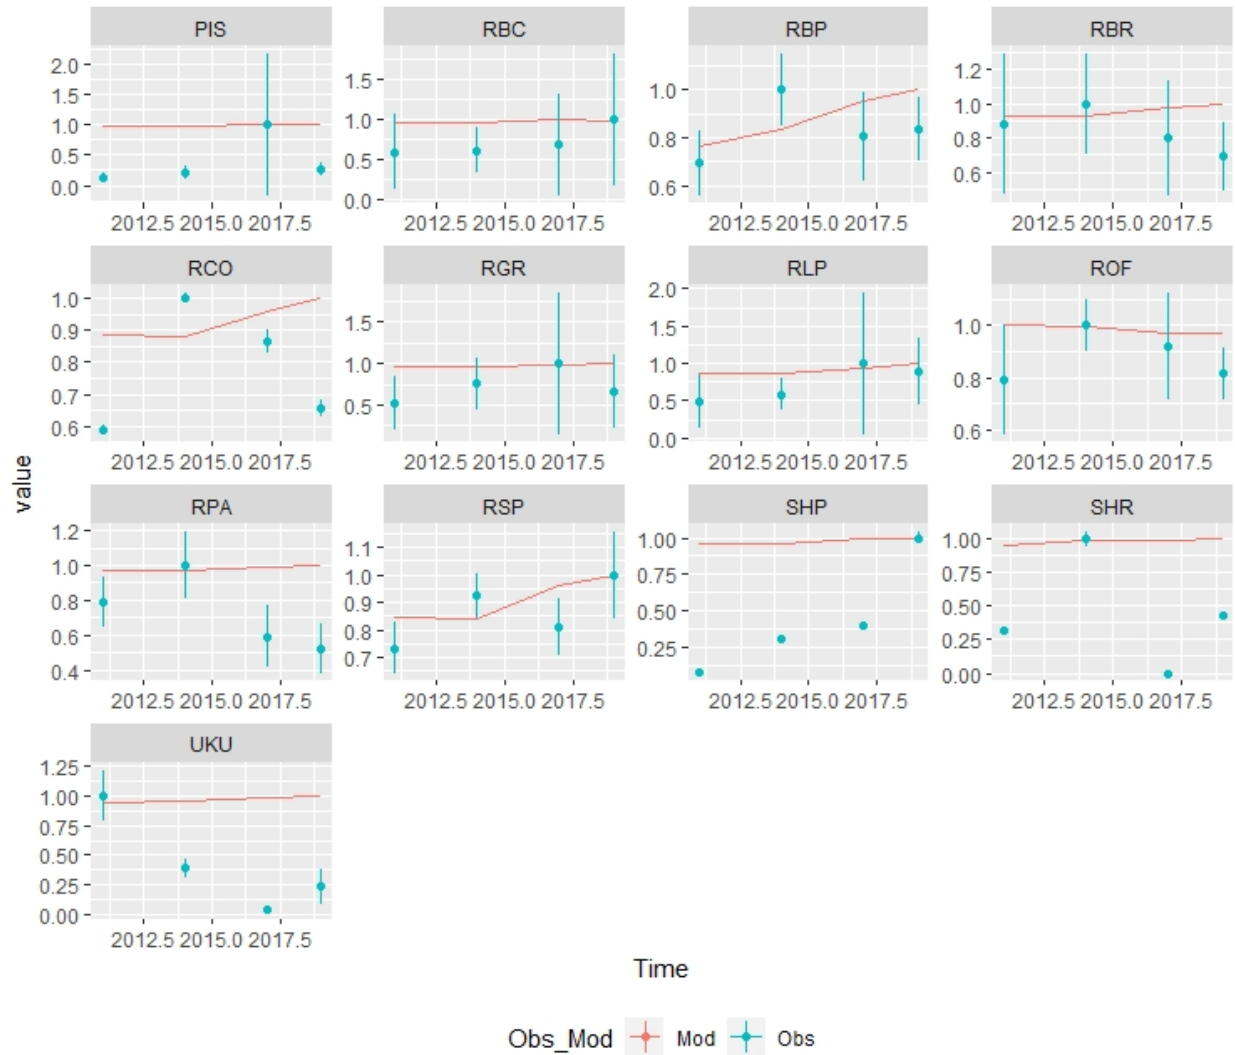 PIS RBC RBP RBR
2.0 1.5 1.0 0.5 0.0
1.5 1.0 0.5 0.0
1.0 0.8 0.6
1.2 1.0 0.8 0.6
2012.5 2015.0 2017.5 2012.5 2015.0 2017.5 2012.5 2015.0 2017.5 2012.5 2015.0 2017.5
RCO RGR RLP ROF
1.0 0.9 0.8 0.7 0.6
1.5 1.0 0.5
2.0 1.5 1.0 0.5 0.0
1.0 0.8 0.6
2012.5 2015.0 2017.5 2012.5 2015.0 2017.5 2012.5 2015.0 2017.5 2012.5 2015.0 2017.5
value
RPA RSP SHP SHR
1.2 1.0 0.8 0.6 0.4
1.1 1.0 0.9 0.8 0.7
1.00 0.75 0.50 0.25
1.00 0.75 0.50 0.25 0.00
2012.5 2015.0 2017.5 2012.5 2015.0 2017.5 2012.5 2015.0 2017.5 2012.5 2015.0 2017.5
UKU
1.25 1.00 0.75 0.50 0.25 0.00
2012.5 2015.0 2017.5
Time
Obs_Mod Mod Obs